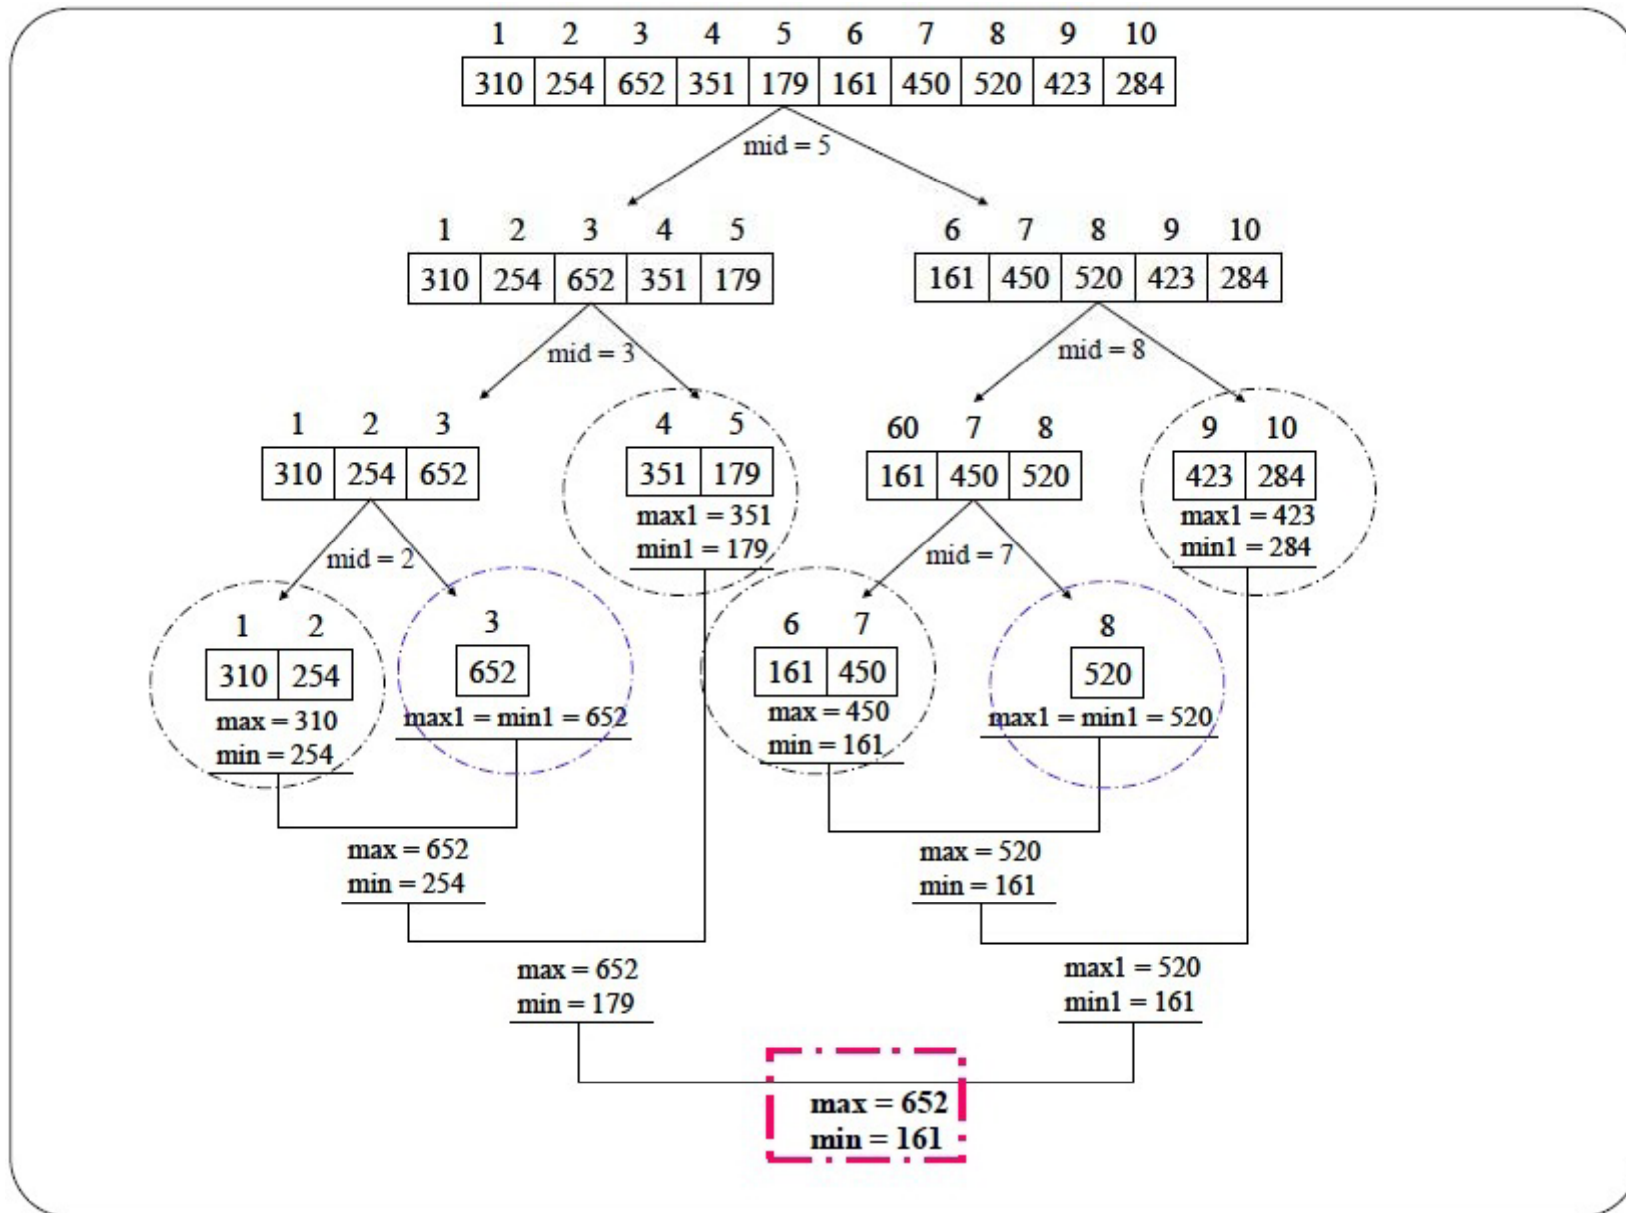 1 2 3 4 5 6 7 8 9 10
310 254 652 351 179 161 450 520 423 284
mid = 5
1 2 3 4 5
310 254 652 351 179
6 7 8 9 10
161 450 520 423 284
mid = 3
mid = 8
1 2 3
310 254 652
4 5
351 179
max1 = 351
min1 = 179
60 7 8
161 450 520
9 10
423 284
max1 = 423
min1 = 284
mid = 2
mid = 7
1 2
310 254
max = 310
min = 254
3
652
max1 = min1 = 652
6 7
161 450
max = 450
min = 161
8
520
max1 = min1 = 520
max = 652
min = 254
max = 520
min = 161
max = 652
min = 179
max1 = 520
min1 = 161
max = 652
min = 161